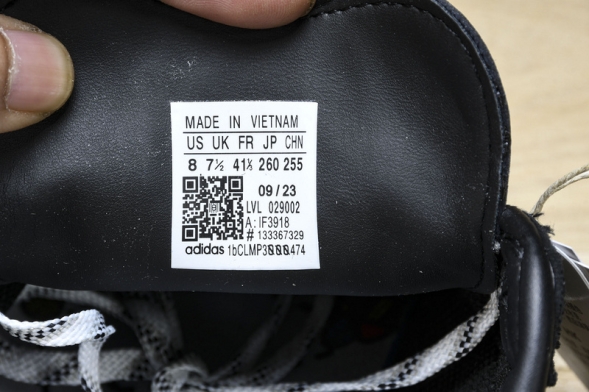 MADE IN VIETNAM
US UK FR JP CHN
8 7½ 41⅓ 260 255
09/23
LVL 029002
A:IF3918
# 133367329
adidas 1bCLMP3000474